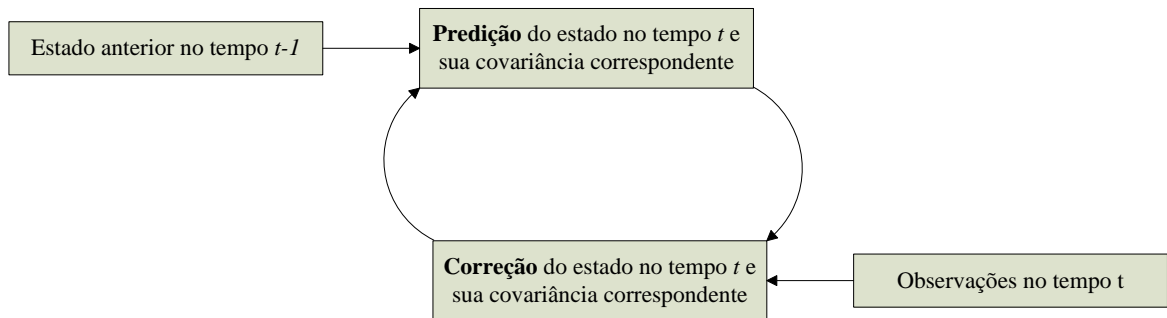 Estado anterior no tempo t-1
Predição do estado no tempo t e
sua covariância correspondente
Correção do estado no tempo t e
sua covariância correspondente
Observações no tempo t